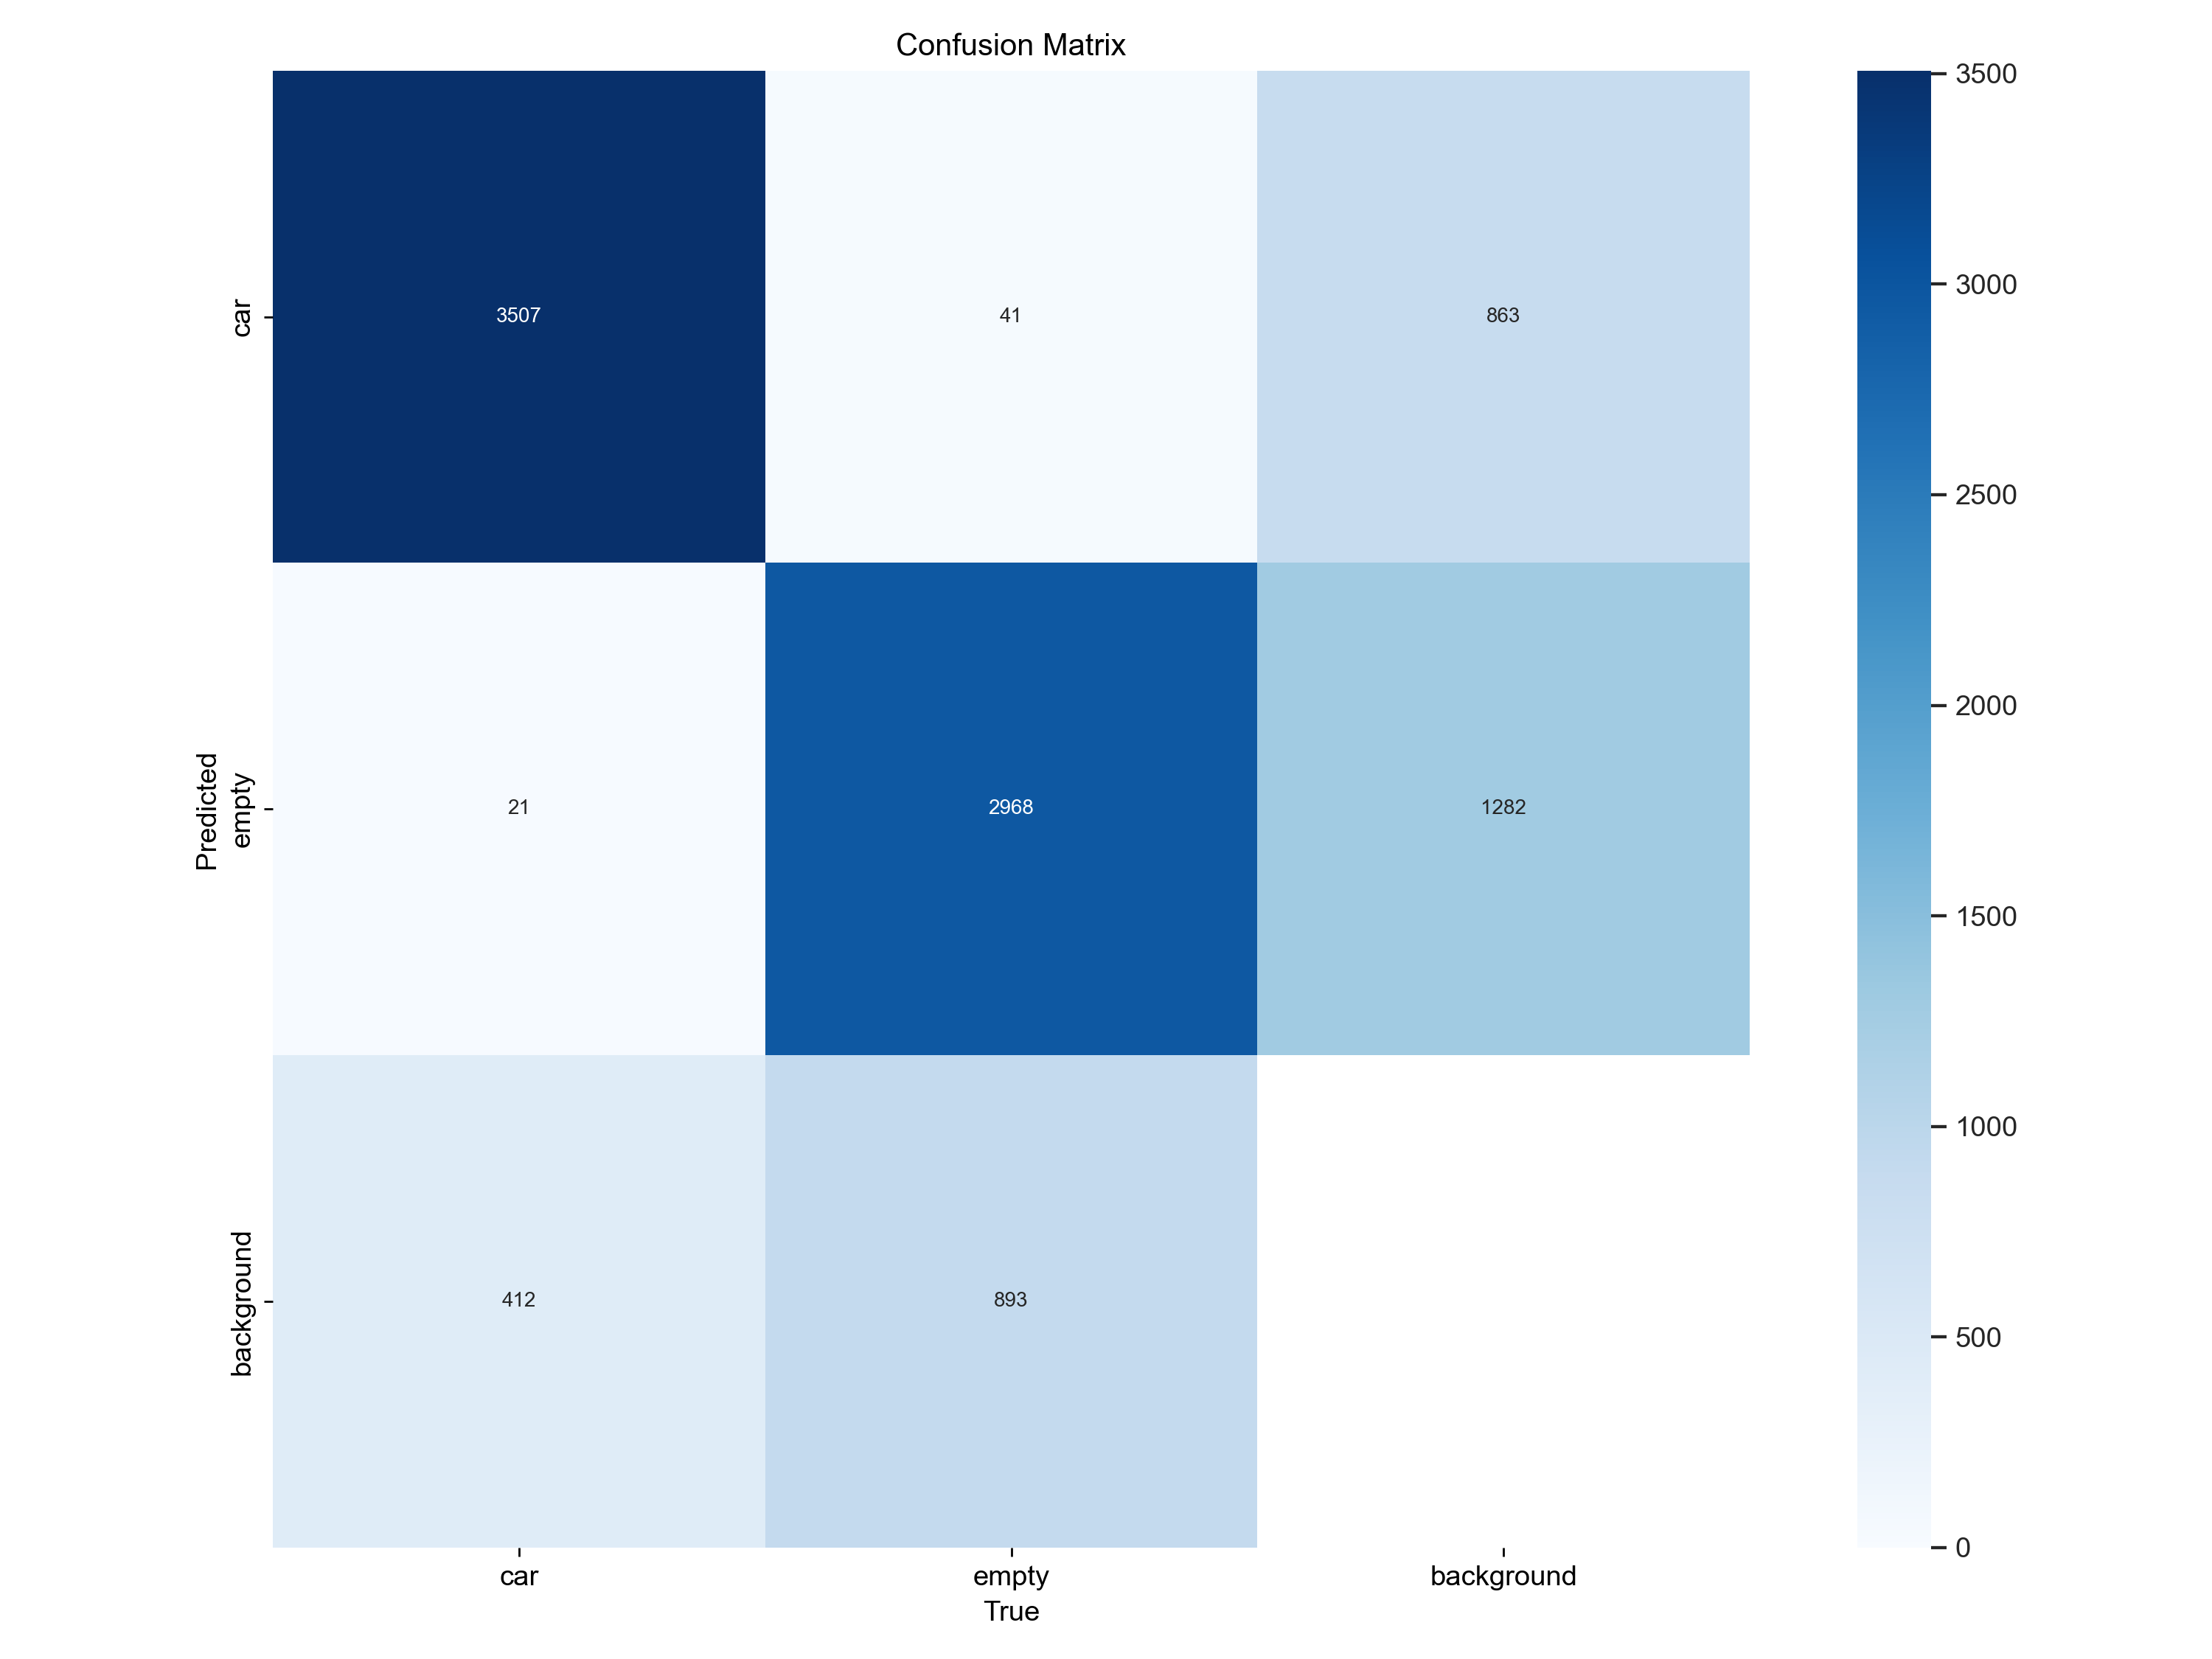 Confusion Matrix
car
3507
41
863
Predicted
empty
21
2968
1282
background
412
893
car
empty
background
True
3500
3000
2500
2000
1500
1000
500
0